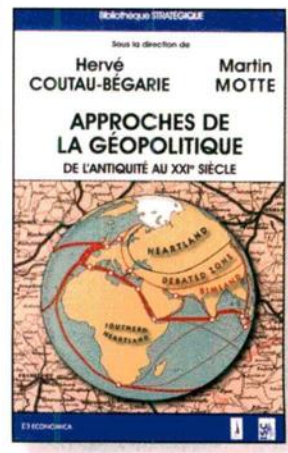 Bibliothèque STRATÉGIQUE
Sous la direction de
Hervé COUTAU-BÉGARIE
Martin MOTTE
APPROCHES DE
LA GÉOPOLITIQUE
DE L'ANTIQUITÉ AU XXIe SIÈCLE
HEARTLAND
DEBATED ZONE
RIMLAND
SOUTHERN
HEARTLAND
ECONOMICA